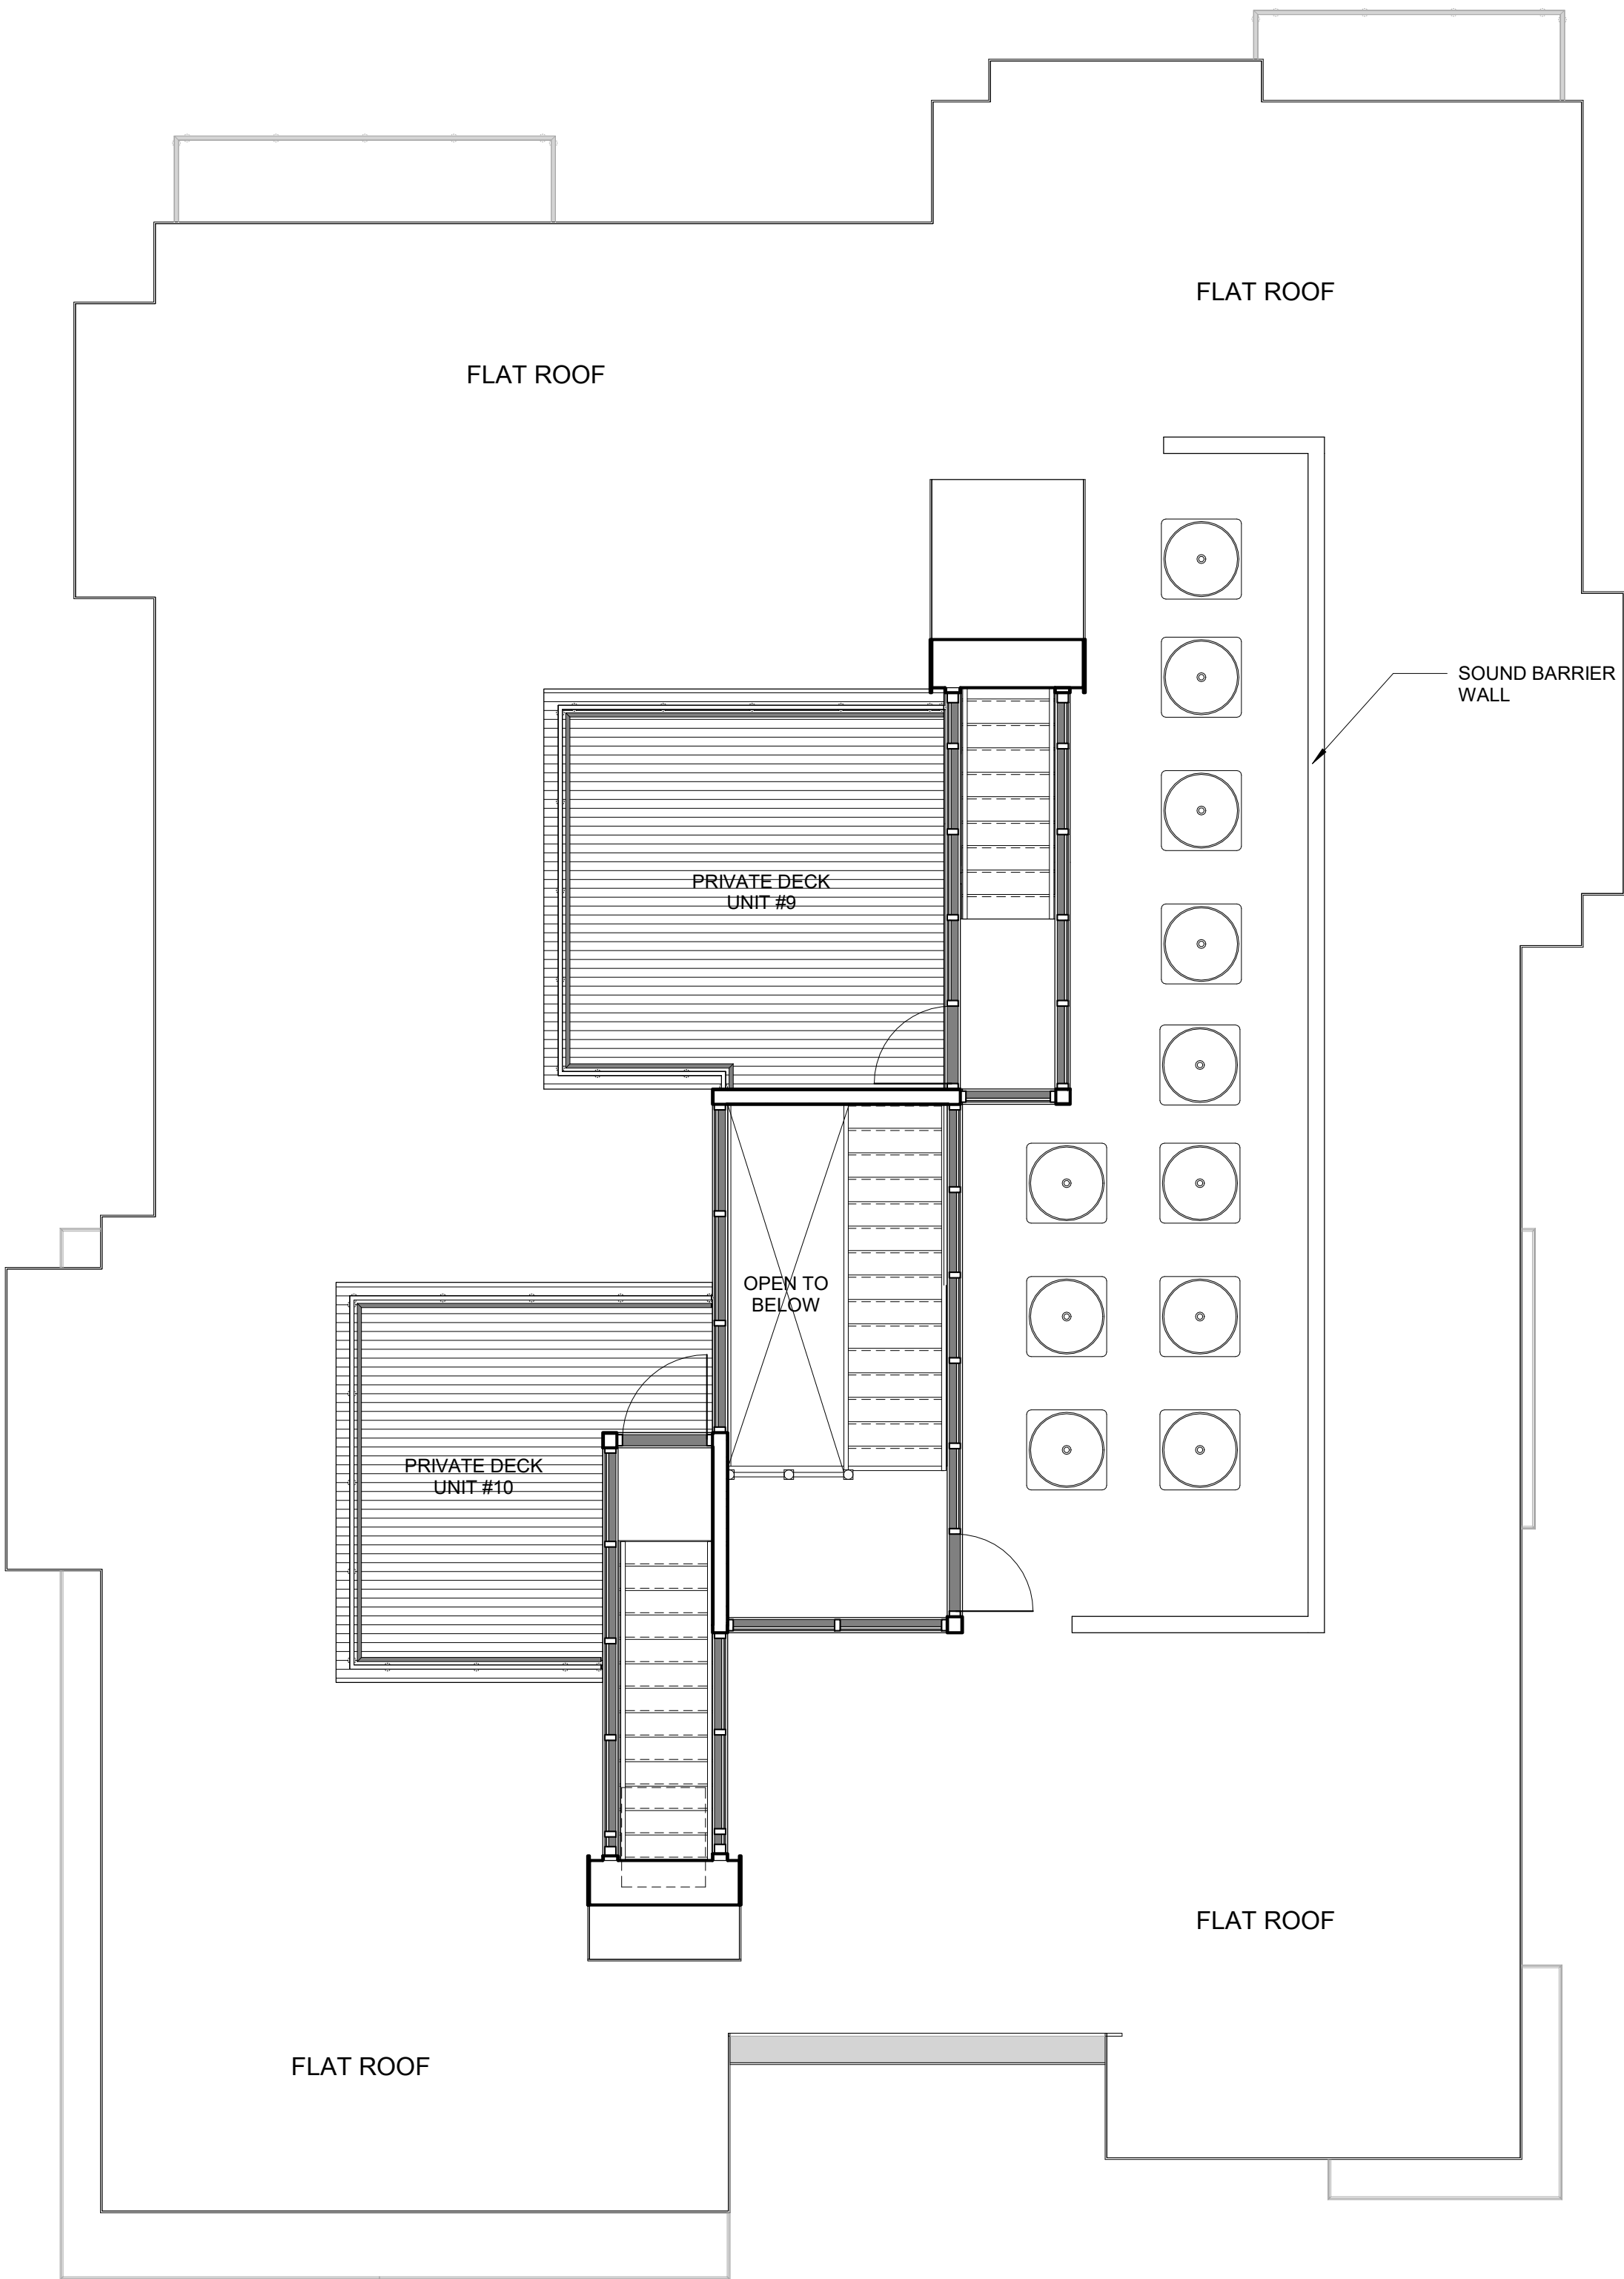 FLAT ROOF
FLAT ROOF
SOUND BARRIER
WALL
PRIVATE DECK
UNIT #9
OPEN TO
BELOW
PRIVATE DECK
UNIT #10
FLAT ROOF
FLAT ROOF